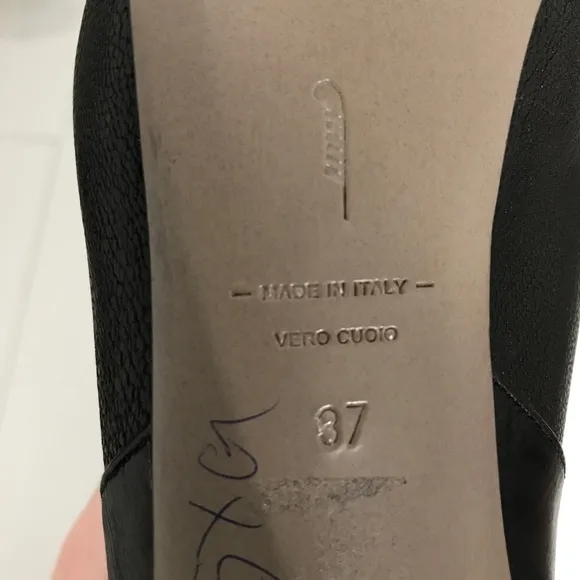 — MADE IN ITALY —
VERO CUOIO
37